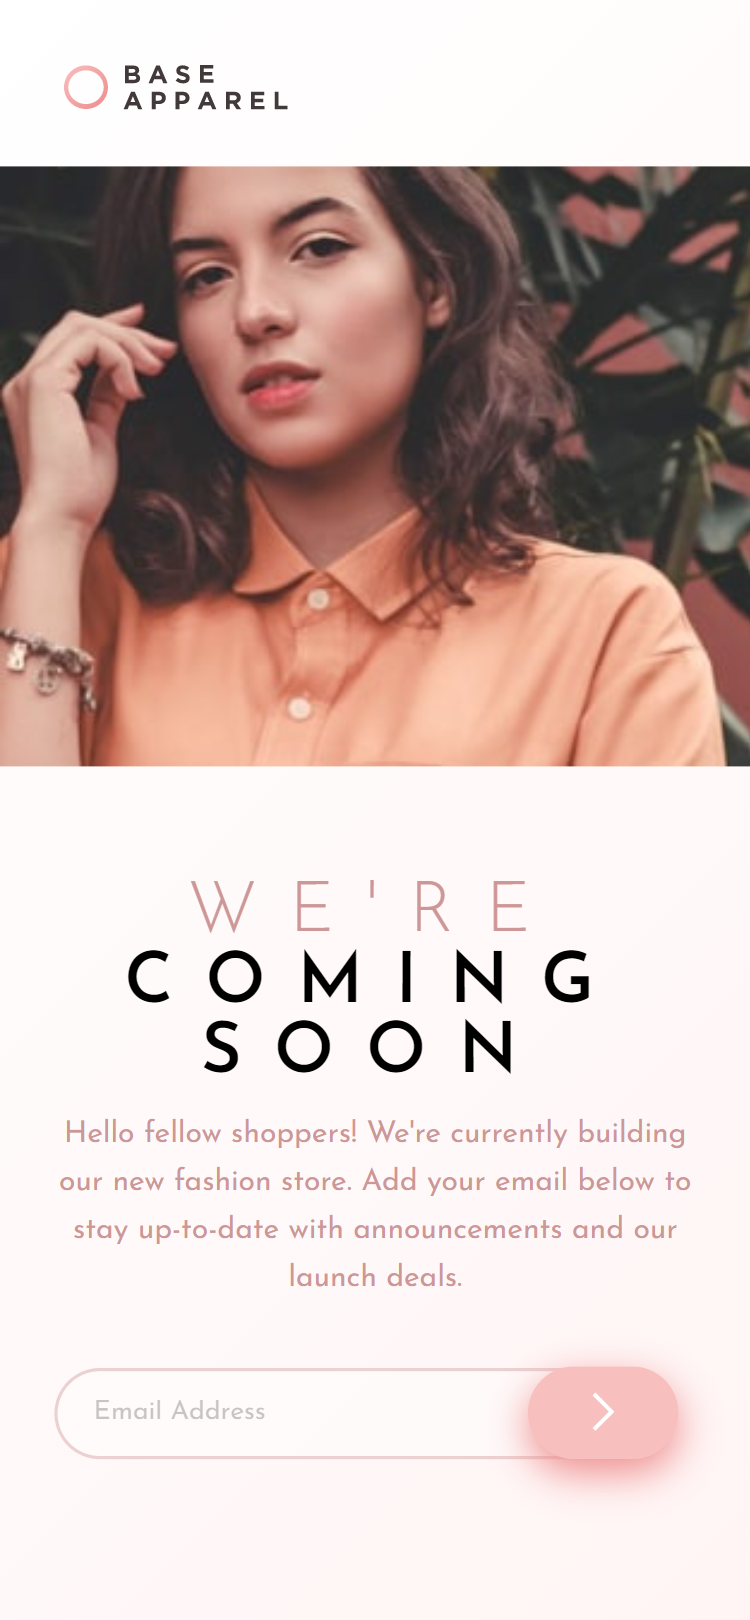 BASE
APPAREL
WE'RE
COMING
SOON
Hello fellow shoppers! We're currently building
our new fashion store. Add your email below to
stay up-to-date with announcements and our
launch deals.
Email Address